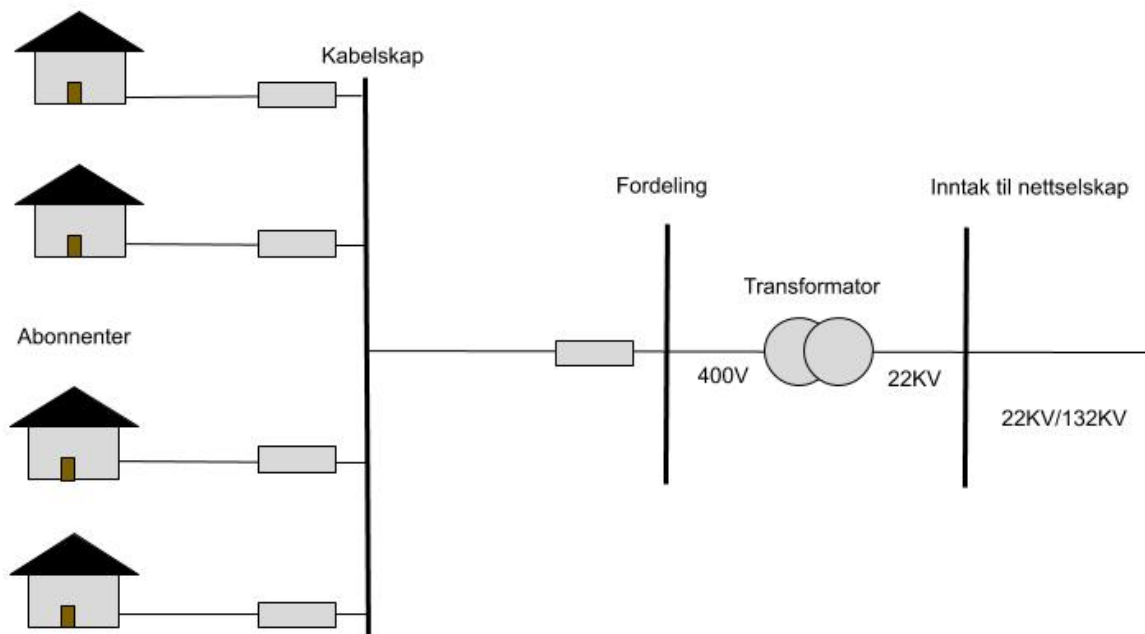 Kabelskap
Fordeling
Inntak til nettselskap
Transformator
Abonnenter
400V
22KV
22KV/132KV